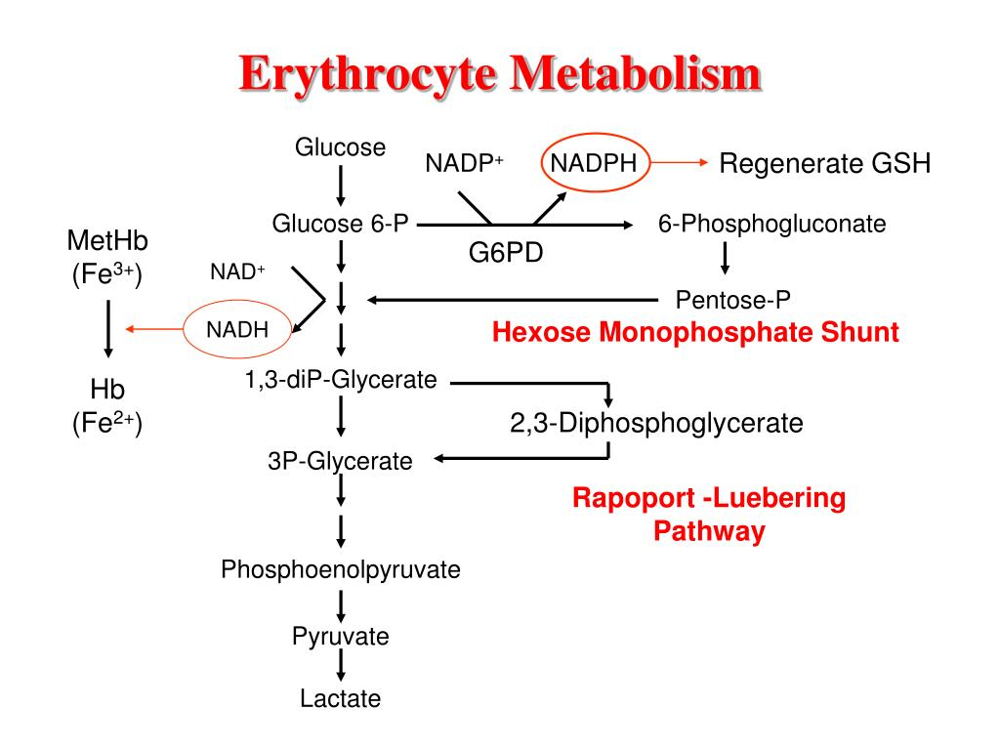 Erythrocyte Metabolism
Glucose
NADP⁺
NADPH
Regenerate GSH
Glucose 6-P
6-Phosphogluconate
G6PD
MetHb
(Fe³⁺)
NAD⁺
NADH
Pentose-P
Hexose Monophosphate Shunt
1,3-diP-Glycerate
Hb
(Fe²⁺)
2,3-Diphosphoglycerate
3P-Glycerate
Rapoport -Luebering
Pathway
Phosphoenolpyruvate
Pyruvate
Lactate